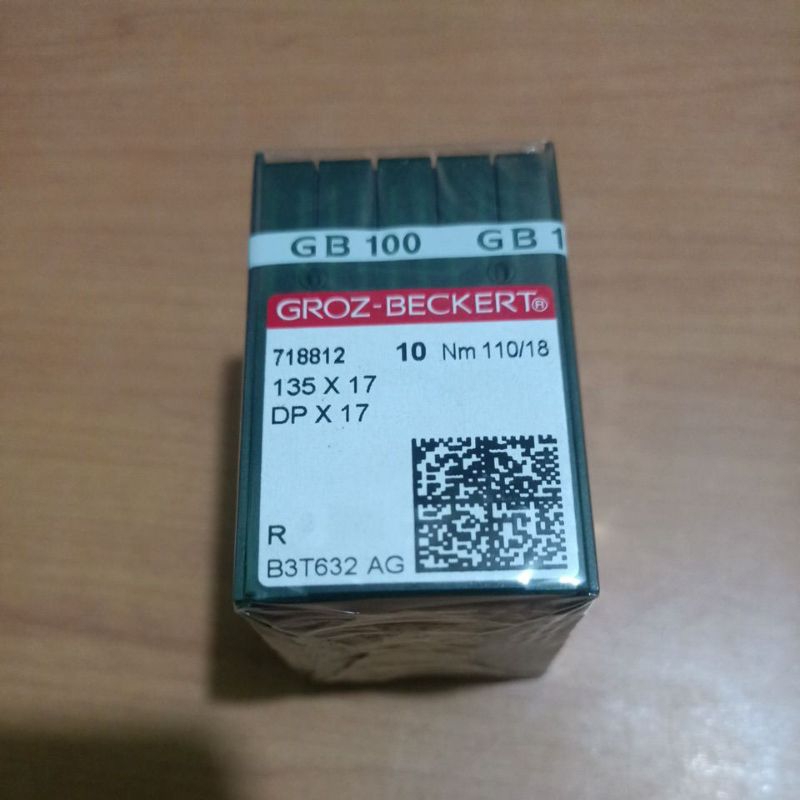 GB 100 GB 1
GROZ-BECKERT®
718812 10 Nm 110/18
135 X 17
DP X 17
R
B3T632 AG